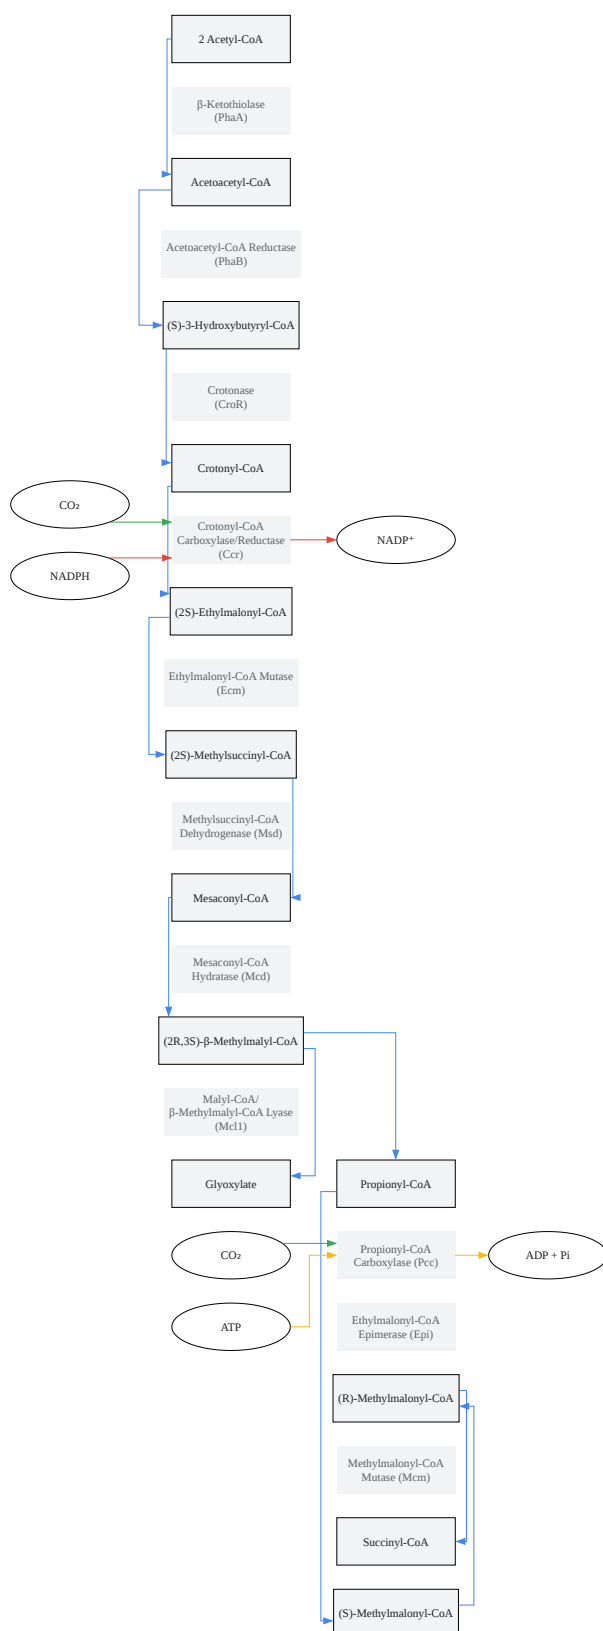 2 Acetyl-CoA
β-Ketothiolase
(PhaA)
Acetoacetyl-CoA
Acetoacetyl-CoA Reductase
(PhaB)
(S)-3-Hydroxybutyryl-CoA
Crotonase
(CroR)
Crotonyl-CoA
CO₂
Crotonyl-CoA
Carboxylase/Reductase
(Ccr)
NADP⁺
NADPH
(2S)-Ethylmalonyl-CoA
Ethylmalonyl-CoA Mutase
(Ecm)
(2S)-Methylsuccinyl-CoA
Methylsuccinyl-CoA
Dehydrogenase (Msd)
Mesaconyl-CoA
Mesaconyl-CoA
Hydratase (Mcd)
(2R,3S)-β-Methylmalyl-CoA
Malyl-CoA/
β-Methylmalyl-CoA Lyase
(Mcl1)
Glyoxylate
Propionyl-CoA
CO₂
Propionyl-CoA
Carboxylase (Pcc)
ADP + Pi
ATP
Ethylmalonyl-CoA
Epimerase (Epi)
(R)-Methylmalonyl-CoA
Methylmalonyl-CoA
Mutase (Mcm)
Succinyl-CoA
(S)-Methylmalonyl-CoA